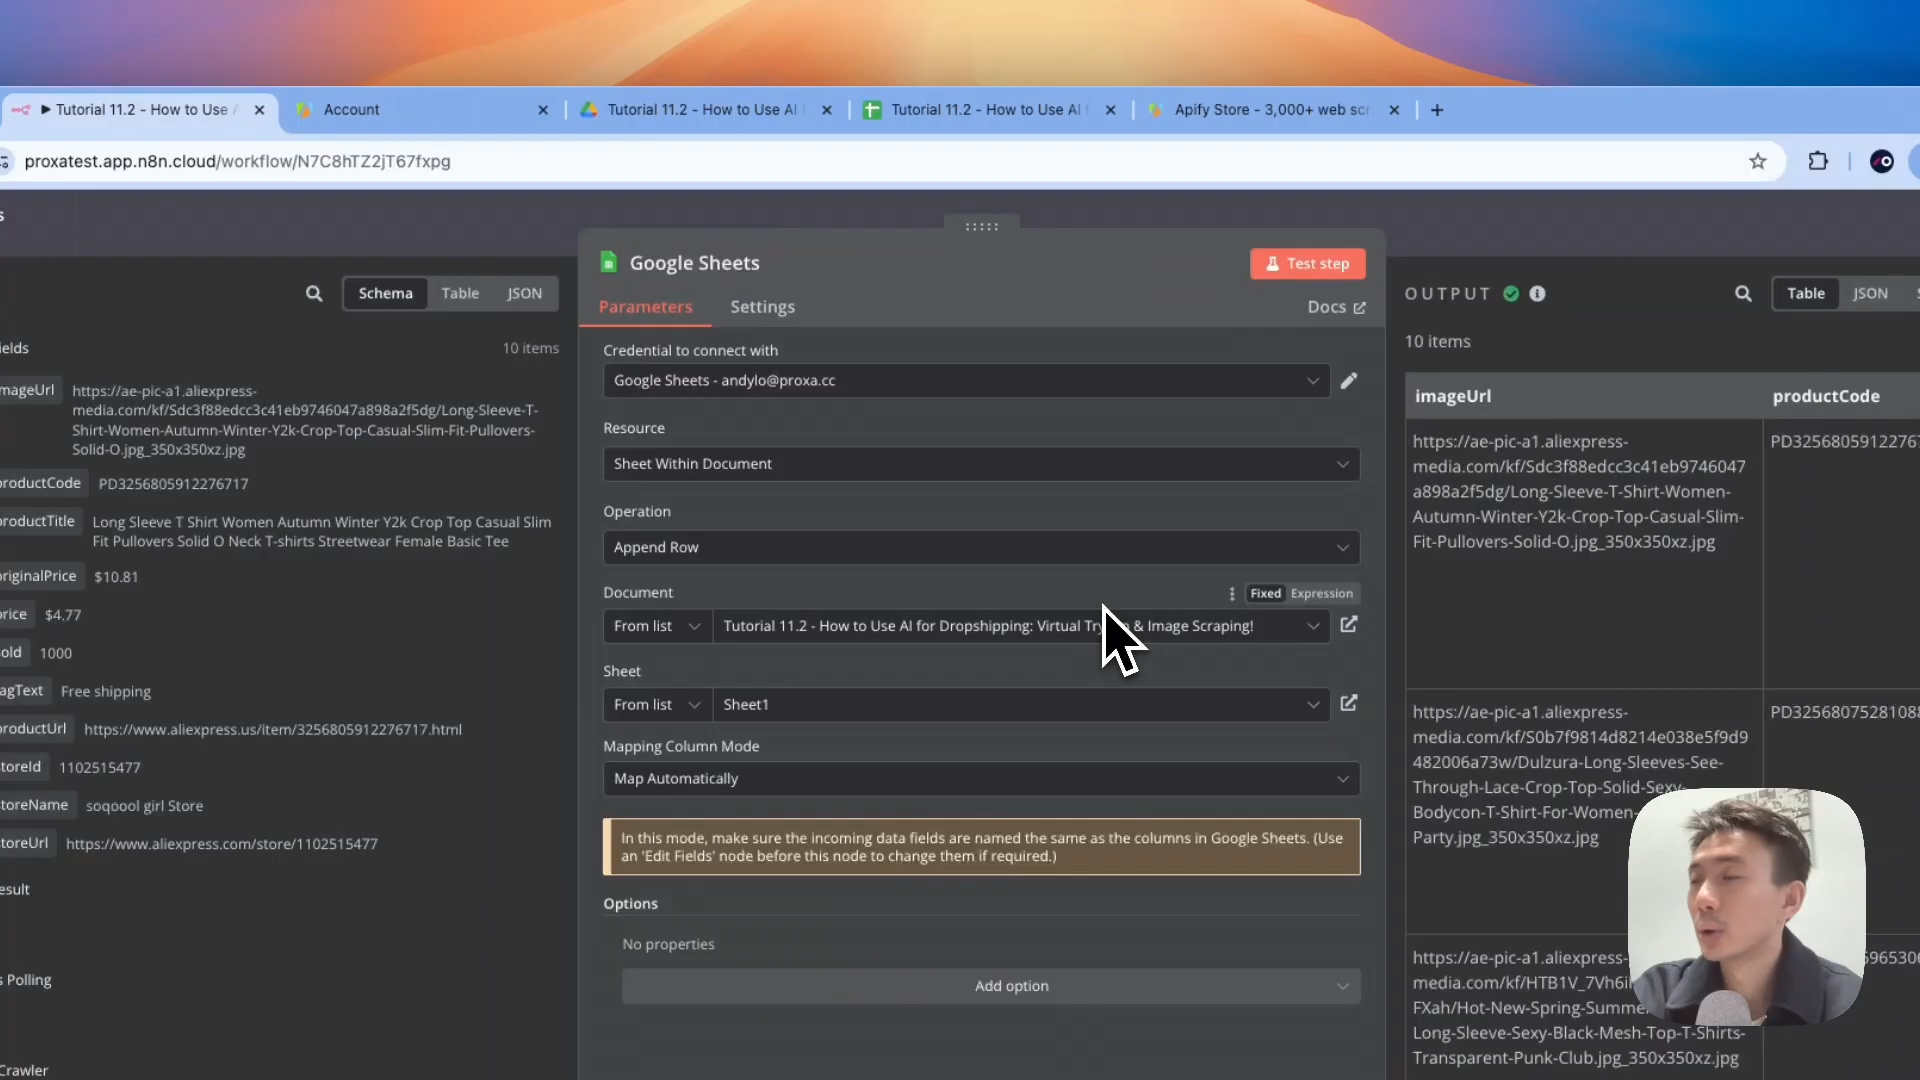 Tutorial 11.2 - How to Use
Account
Tutorial 11.2 - How to Use AI
Tutorial 11.2 - How to Use AI
Apify Store - 3,000+ web scr
proxatest.app.n8n.cloud/workflow/N7C8hTZ2jT67fxpg
s
Schema
Table
JSON
ields
10 items
mageUrl
https://ae-pic-a1.aliexpress-
media.com/kf/Sdc3f88edcc3c41eb9746047a898a2f5dg/Long-Sleeve-T-
Shirt-Women-Autumn-Winter-Y2k-Crop-Top-Casual-Slim-Fit-Pullovers-
Solid-O.jpg_350x350xz.jpg
roductCode
PD3256805912276717
roductTitle
Long Sleeve T Shirt Women Autumn Winter Y2k Crop Top Casual Slim
Fit Pullovers Solid O Neck T-shirts Streetwear Female Basic Tee
originalPrice
$10.81
rice
$4.77
old
1000
agText
Free shipping
roductUrl
https://www.aliexpress.us/item/3256805912276717.html
toreId
1102515477
toreName
soqoool girl Store
toreUrl
https://www.aliexpress.com/store/1102515477
esult
s Polling
Crawler
Google Sheets
Test step
Parameters
Settings
Docs
Credential to connect with
Google Sheets - andylo@proxa.cc
Resource
Sheet Within Document
Operation
Append Row
Document
Fixed
Expression
From list
Tutorial 11.2 - How to Use AI for Dropshipping: Virtual Try & Image Scraping!
Sheet
From list
Sheet1
Mapping Column Mode
Map Automatically
In this mode, make sure the incoming data fields are named the same as the columns in Google Sheets. (Use
an 'Edit Fields' node before this node to change them if required.)
Options
No properties
Add option
OUTPUT
Table
JSON
10 items
imageUrl
productCode
https://ae-pic-a1.aliexpress-
media.com/kf/Sdc3f88edcc3c41eb9746047
a898a2f5dg/Long-Sleeve-T-Shirt-Women-
Autumn-Winter-Y2k-Crop-Top-Casual-Slim-
Fit-Pullovers-Solid-O.jpg_350x350xz.jpg
PD325680591227671
https://ae-pic-a1.aliexpress-
media.com/kf/S0b7f9814d8214e038e5f9d9
482006a73w/Dulzura-Long-Sleeves-See-
Through-Lace-Crop-Top-Solid-Sexy-
Bodycon-T-Shirt-For-Women-
Party.jpg_350x350xz.jpg
PD32568075281088
https://ae-pic-a1.aliexpress-
media.com/kf/HTB1V_7Vh6i
FXah/Hot-New-Spring-Summe
Long-Sleeve-Sexy-Black-Mesh-Top-T-Shirts-
Transparent-Punk-Club.jpg_350x350xz.jpg
5965306